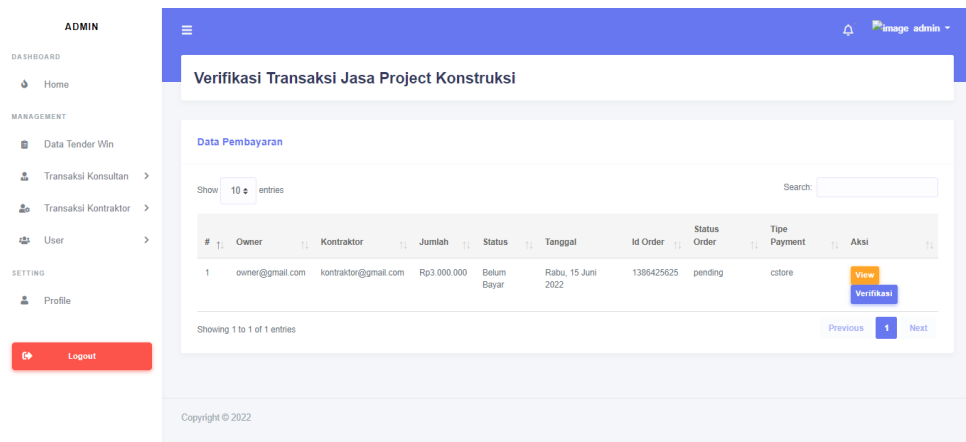 ADMIN
image admin
DASHBOARD
Home
MANAGEMENT
Data Tender Win
Transaksi Konsultan
Transaksi Kontraktor
User
SETTING
Profile
Logout
Verifikasi Transaksi Jasa Project Konstruksi
Data Pembayaran
Show 10 entries
Search:
# Owner Kontraktor Jumlah Status Tanggal Id Order Status Order Tipe Payment Aksi
1 owner@gmail.com kontraktor@gmail.com Rp3.000.000 Belum Bayar Rabu, 15 Juni 2022 1386425625 pending cstore View
Verifikasi
Showing 1 to 1 of 1 entries
Previous 1 Next
Copyright © 2022